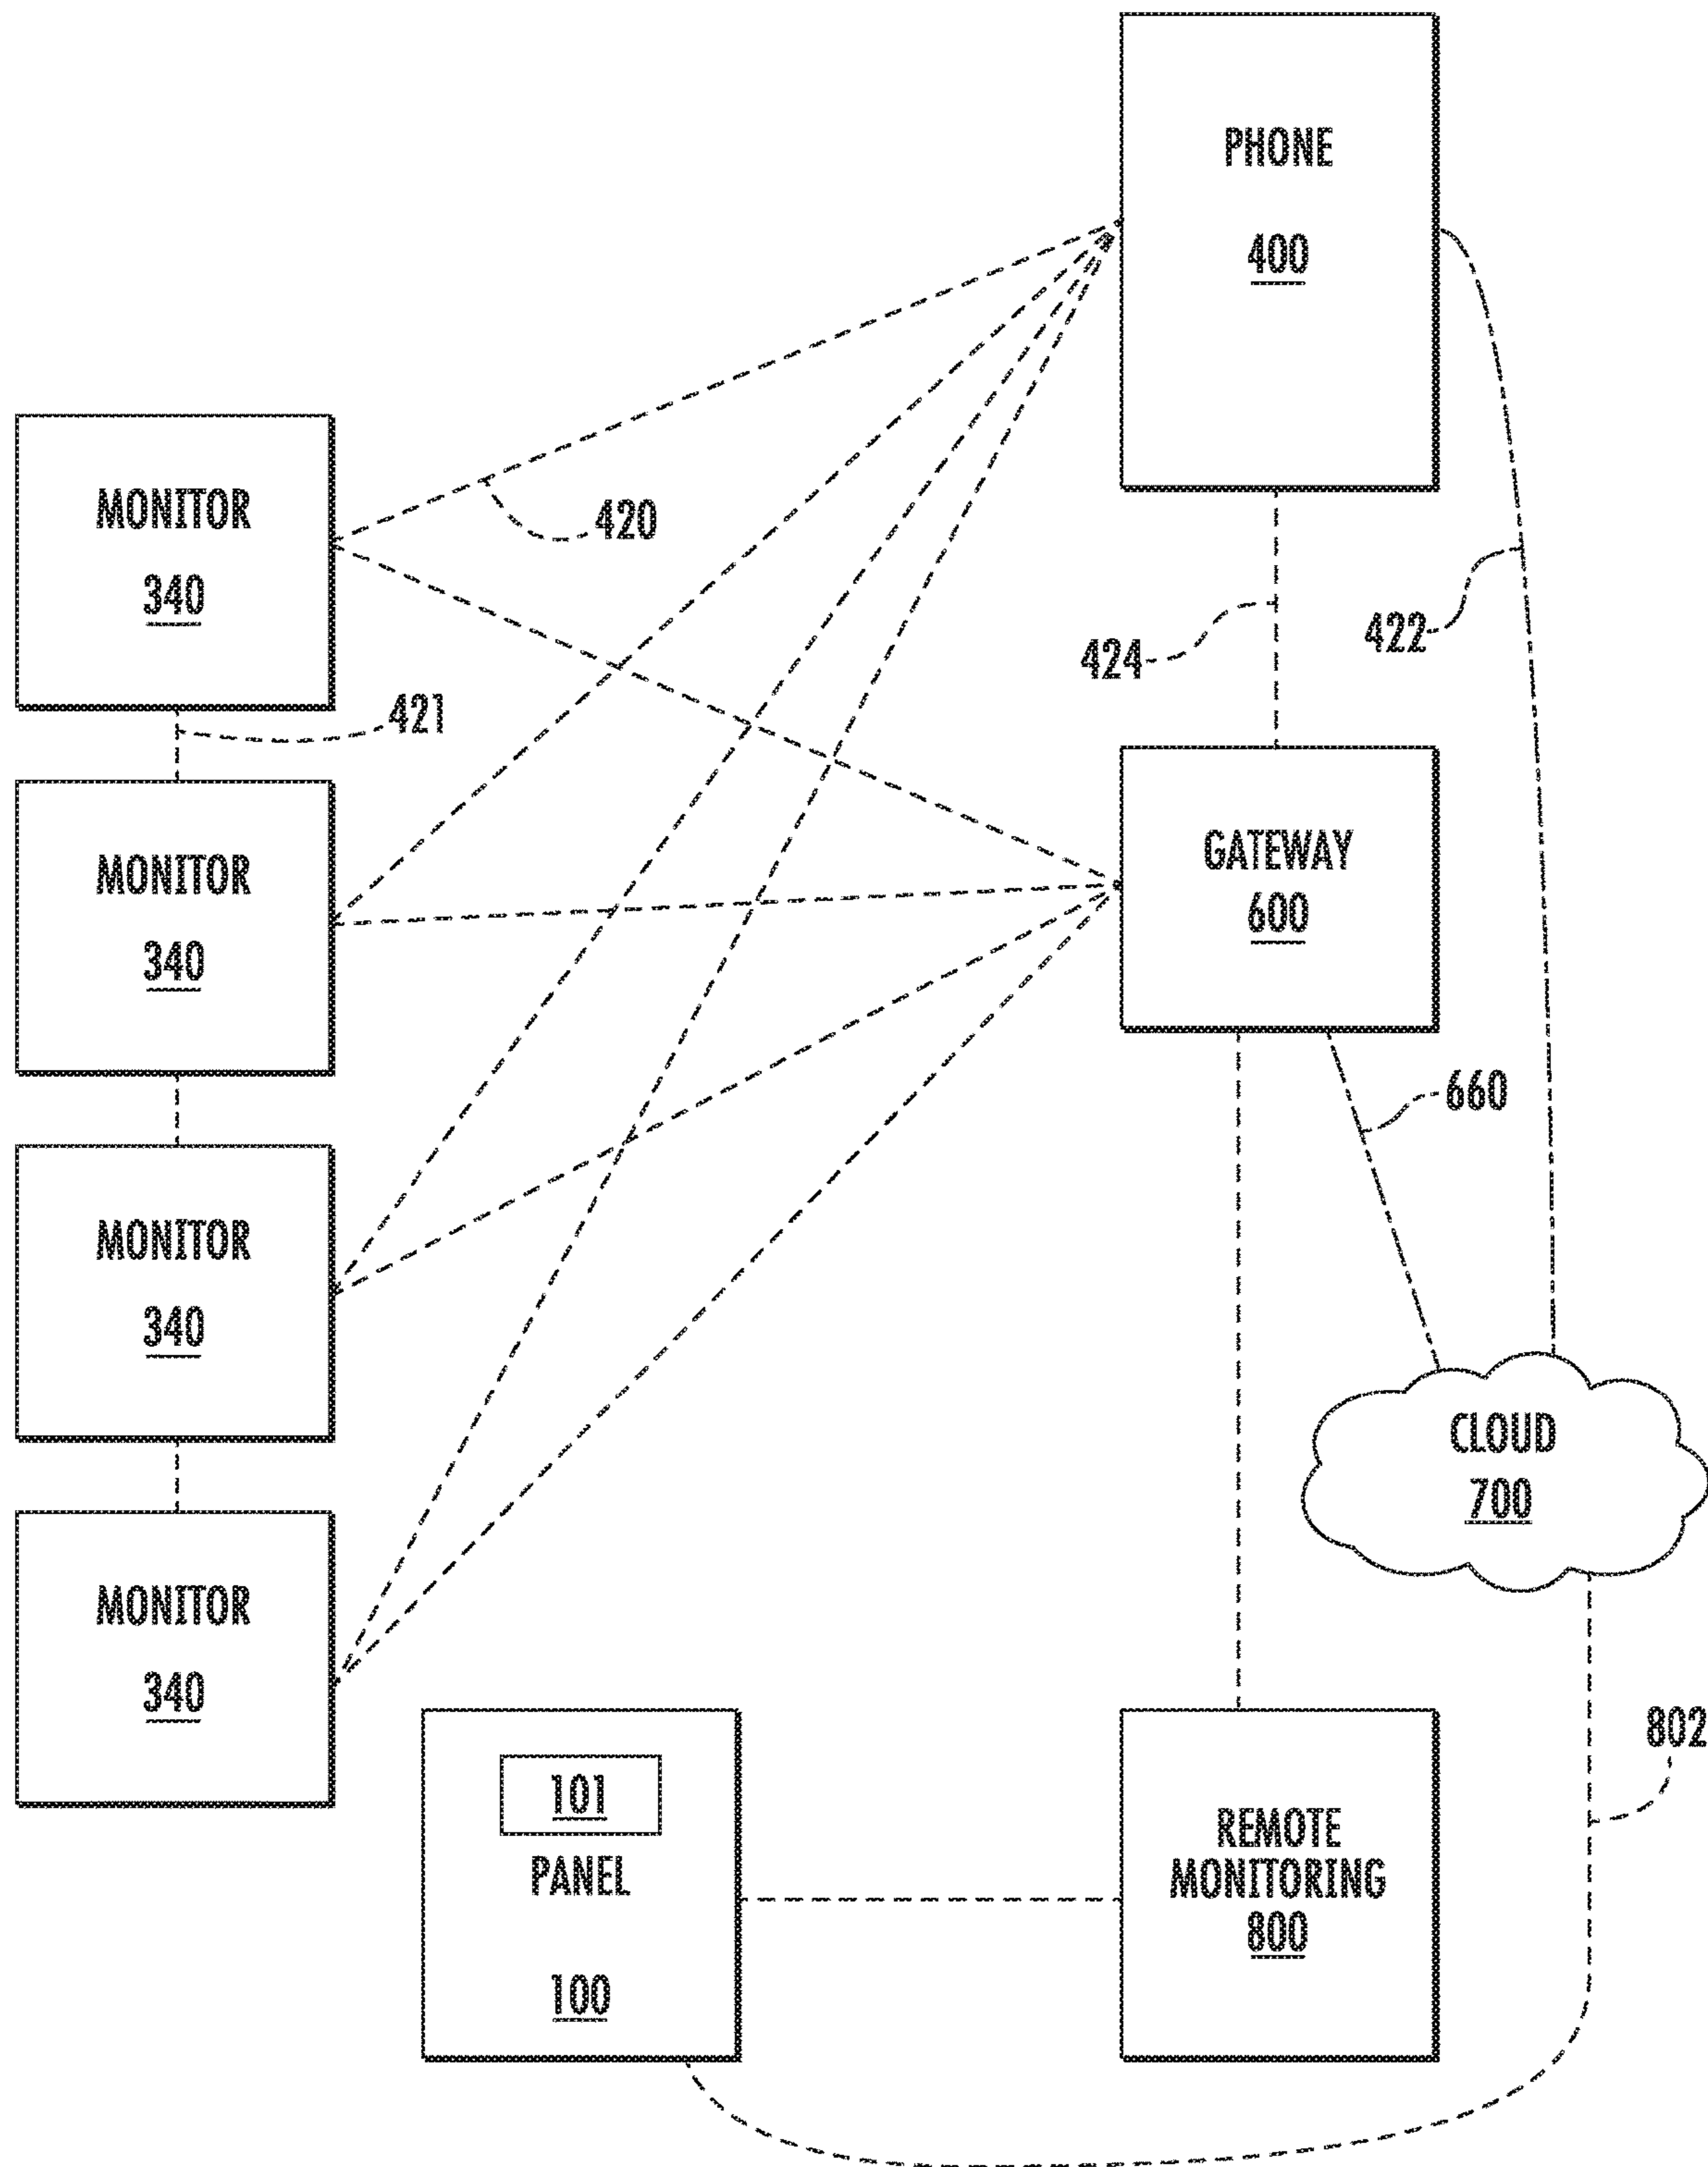 PHONE
400
MONITOR
340
420
421
424
422
MONITOR
340
GATEWAY
600
660
MONITOR
340
CLOUD
700
MONITOR
340
101
PANEL
100
REMOTE
MONITORING
800
802